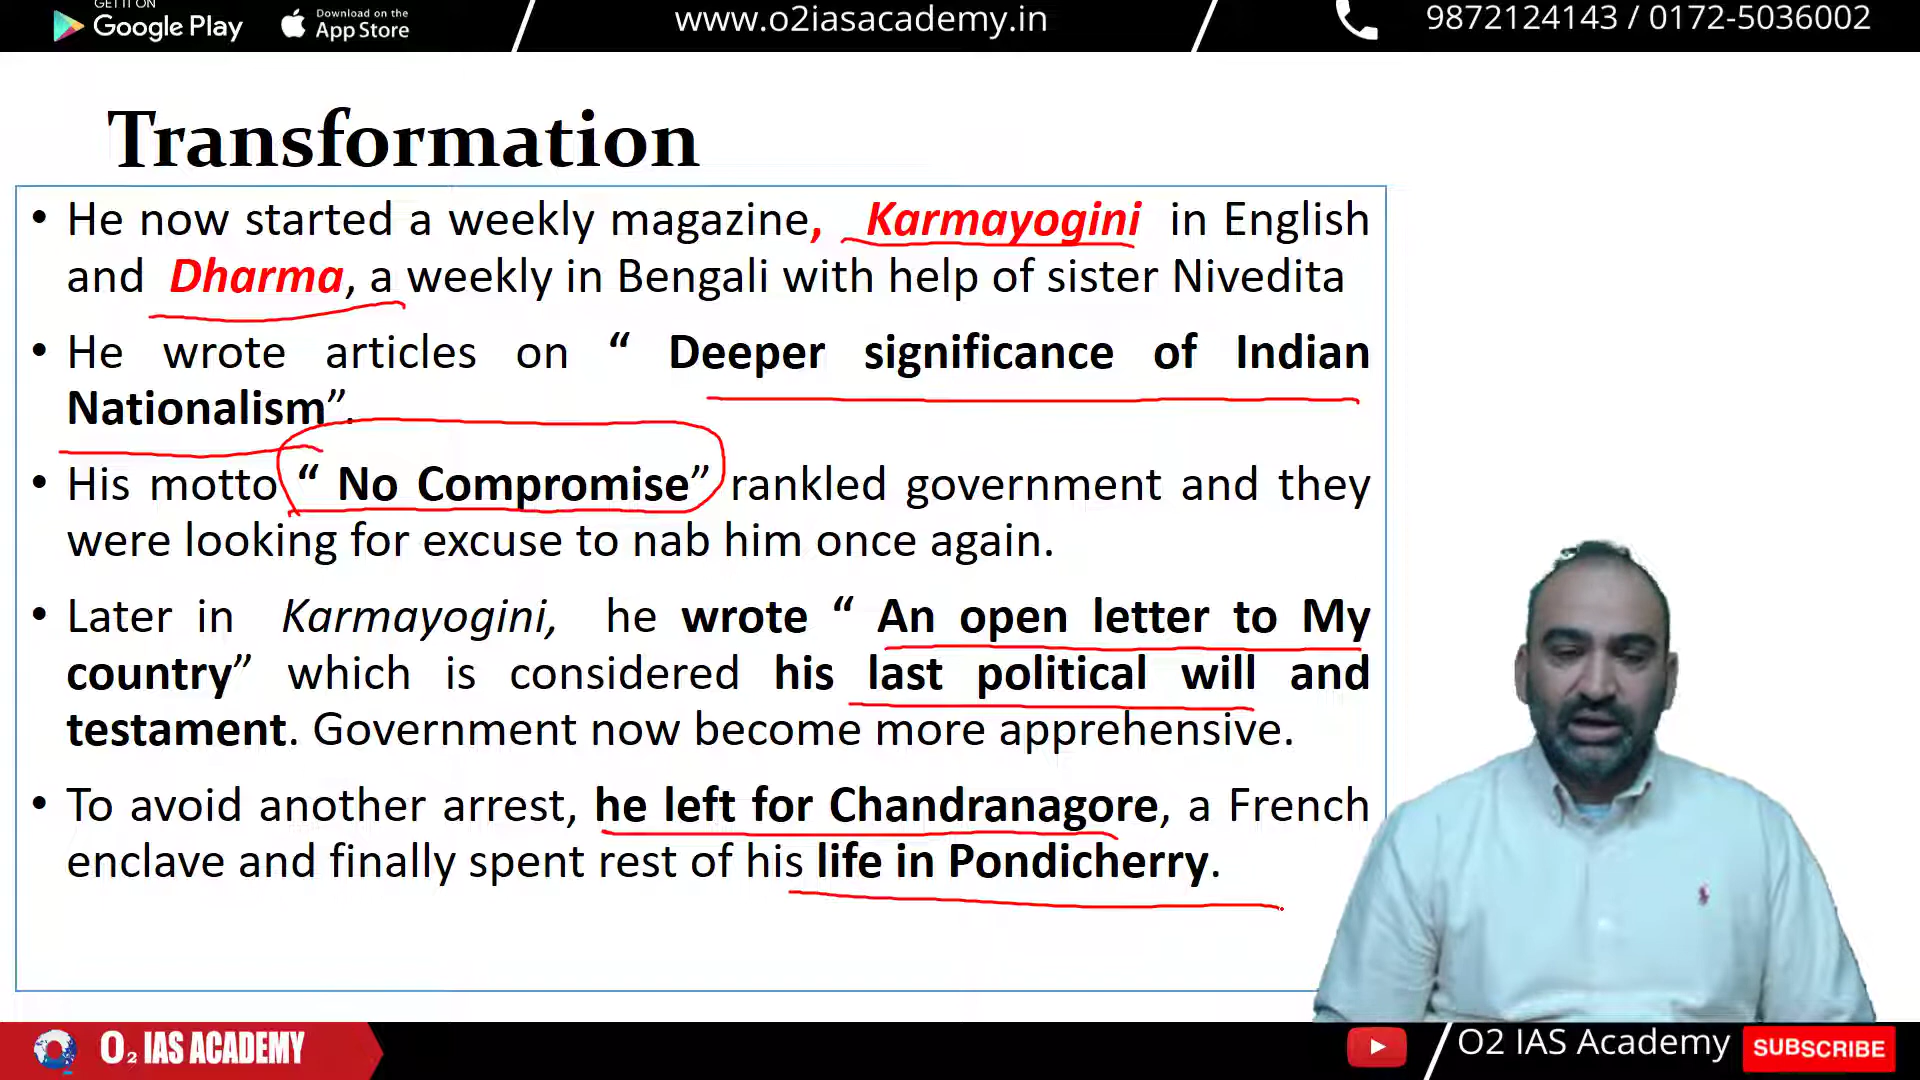 GET IT ON
Google Play
Download on the
App Store
www.o2iasacademy.in
9872124143 / 0172-5036002
Transformation
• He now started a weekly magazine, Karmayogini in English
and Dharma, a weekly in Bengali with help of sister Nivedita
• He wrote articles on “ Deeper significance of Indian
Nationalism”.
• His motto “ No Compromise” rankled government and they
were looking for excuse to nab him once again.
• Later in Karmayogini, he wrote “ An open letter to My
country” which is considered his last political will and
testament. Government now become more apprehensive.
• To avoid another arrest, he left for Chandranagore, a French
enclave and finally spent rest of his life in Pondicherry.
O2 IAS ACADEMY
O2 IAS Academy
SUBSCRIBE